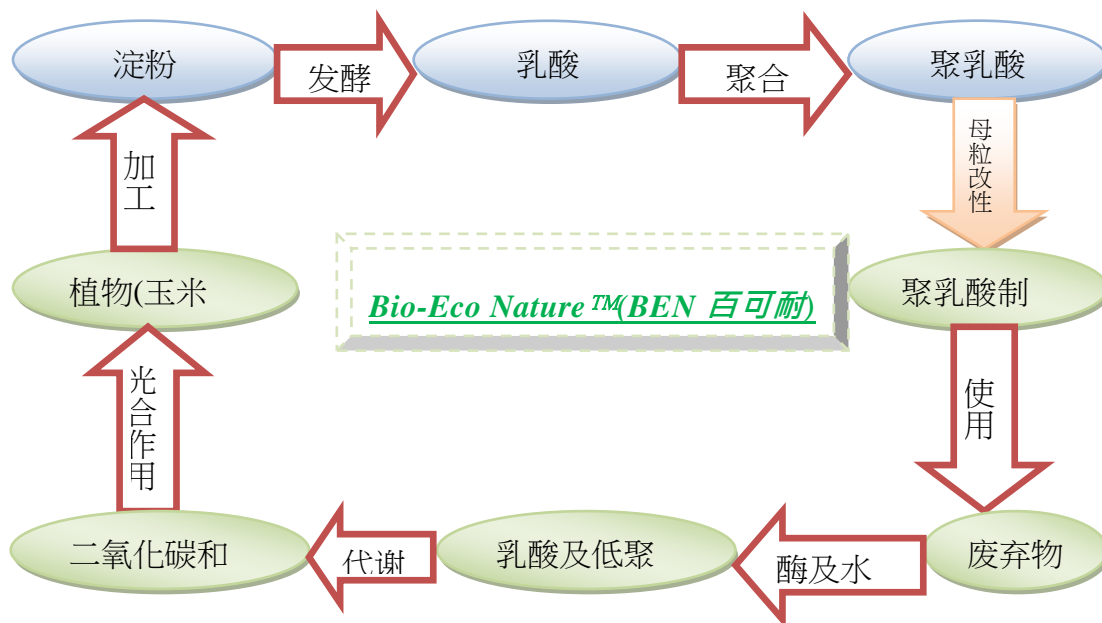 淀粉
发酵
乳酸
聚合
聚乳酸
母粒改性
加工
植物(玉米
Bio-Eco Nature™(BEN 百可耐)
聚乳酸制
光合作用
使用
二氧化碳和
代谢
乳酸及低聚
酶及水
废弃物